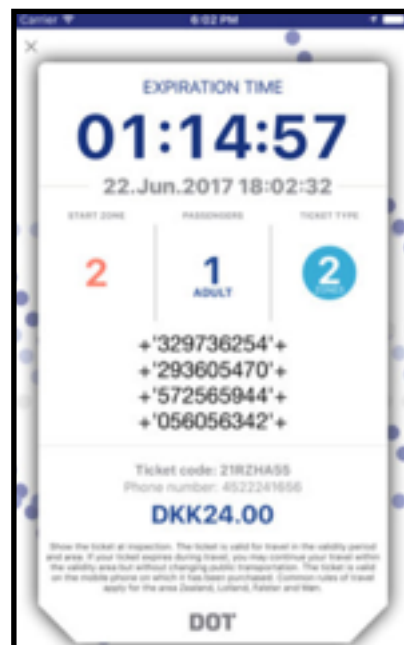 Carrier 6:02 PM
×
EXPIRATION TIME
01:14:57
22.Jun.2017 18:02:32
START ZONE PASSENGERS TICKET TYPE
2 1 2
ADULT ZONES
+'329736254'+
+'293605470'+
+'572565944'+
+'056056342'+
Ticket code: 21RZHA55
Phone number: 4522241656
DKK24.00
Show the ticket at inspection. The ticket is valid for travel in the validity period
and area. If your ticket expires during travel, you may continue your travel within
the validity area but without changing public transportation. The ticket is valid
on the mobile phone on which it has been purchased. Common rules of travel
apply for the area Zealand, Lolland, Falster and Møn.
DOT